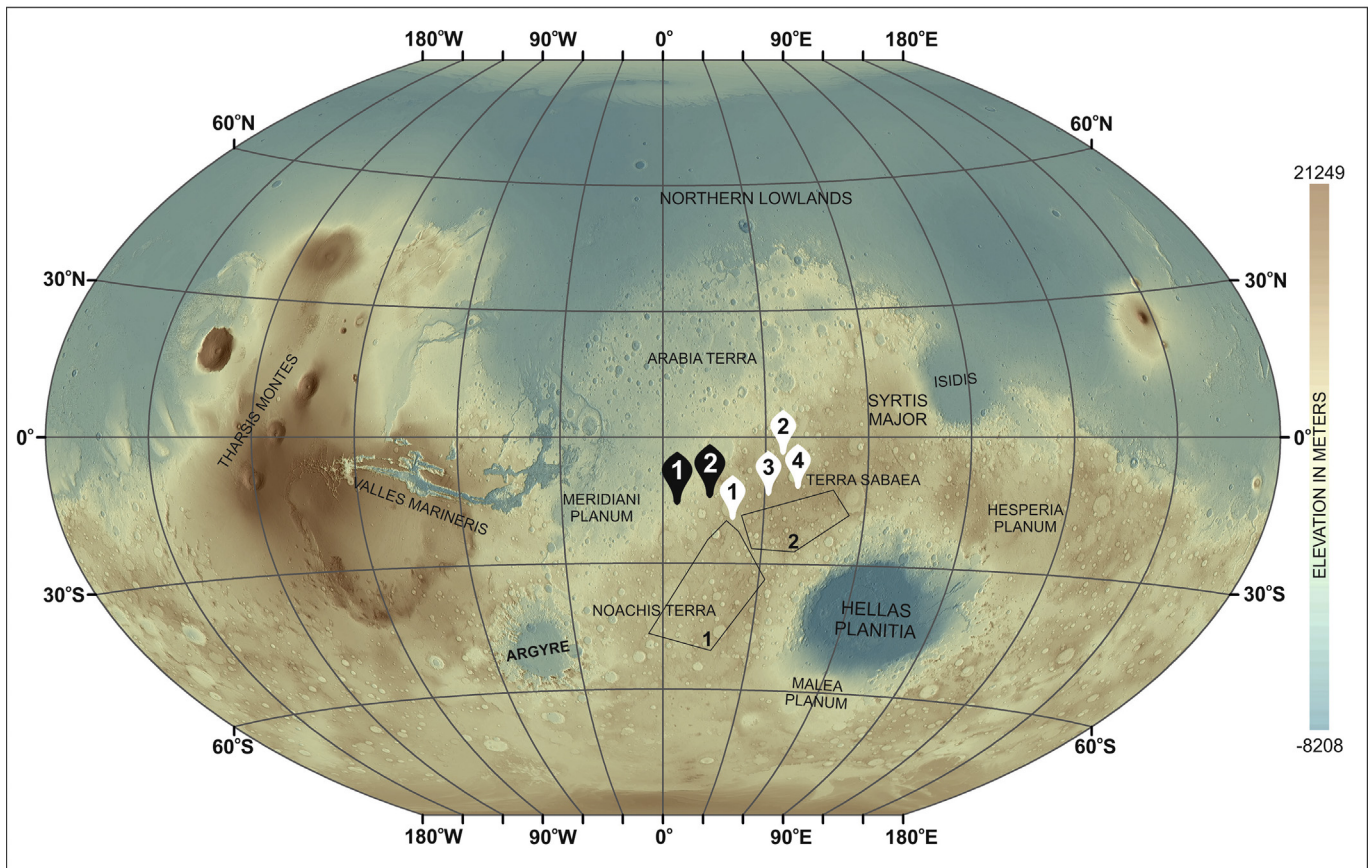 180°W 90°W 0° 90°E 180°E
60°N 60°N
NORTHERN LOWLANDS
21249
30°N 30°N
ARABIA TERRA
ISIDIS
THARSIS MONTES
SYRTIS
MAJOR
0° 2 0°
1 2 3 4
TERRA SABAEA
VALLES MARINERIS
1
MERIDIANI
PLANUM
HESPERIA
PLANUM
ELEVATION IN METERS
2
30°S 30°S
NOACHIS TERRA
HELLAS
PLANITIA
1
ARGYRE
MALEA
PLANUM
60°S 60°S
-8208
180°W 90°W 0° 90°E 180°E